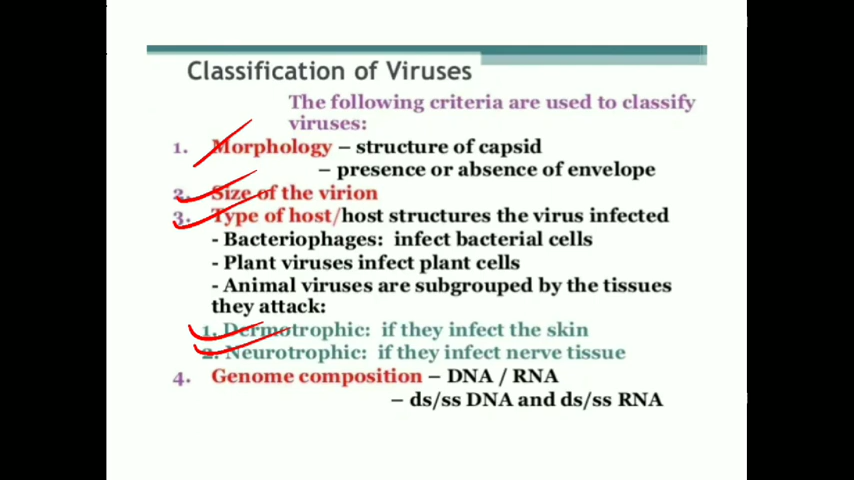 Classification of Viruses
The following criteria are used to classify
viruses:
1. Morphology – structure of capsid
– presence or absence of envelope
2. Size of the virion
3. Type of host/host structures the virus infected
- Bacteriophages: infect bacterial cells
- Plant viruses infect plant cells
- Animal viruses are subgrouped by the tissues
they attack:
1. Dermotrophic: if they infect the skin
2. Neurotrophic: if they infect nerve tissue
4. Genome composition – DNA / RNA
– ds/ss DNA and ds/ss RNA